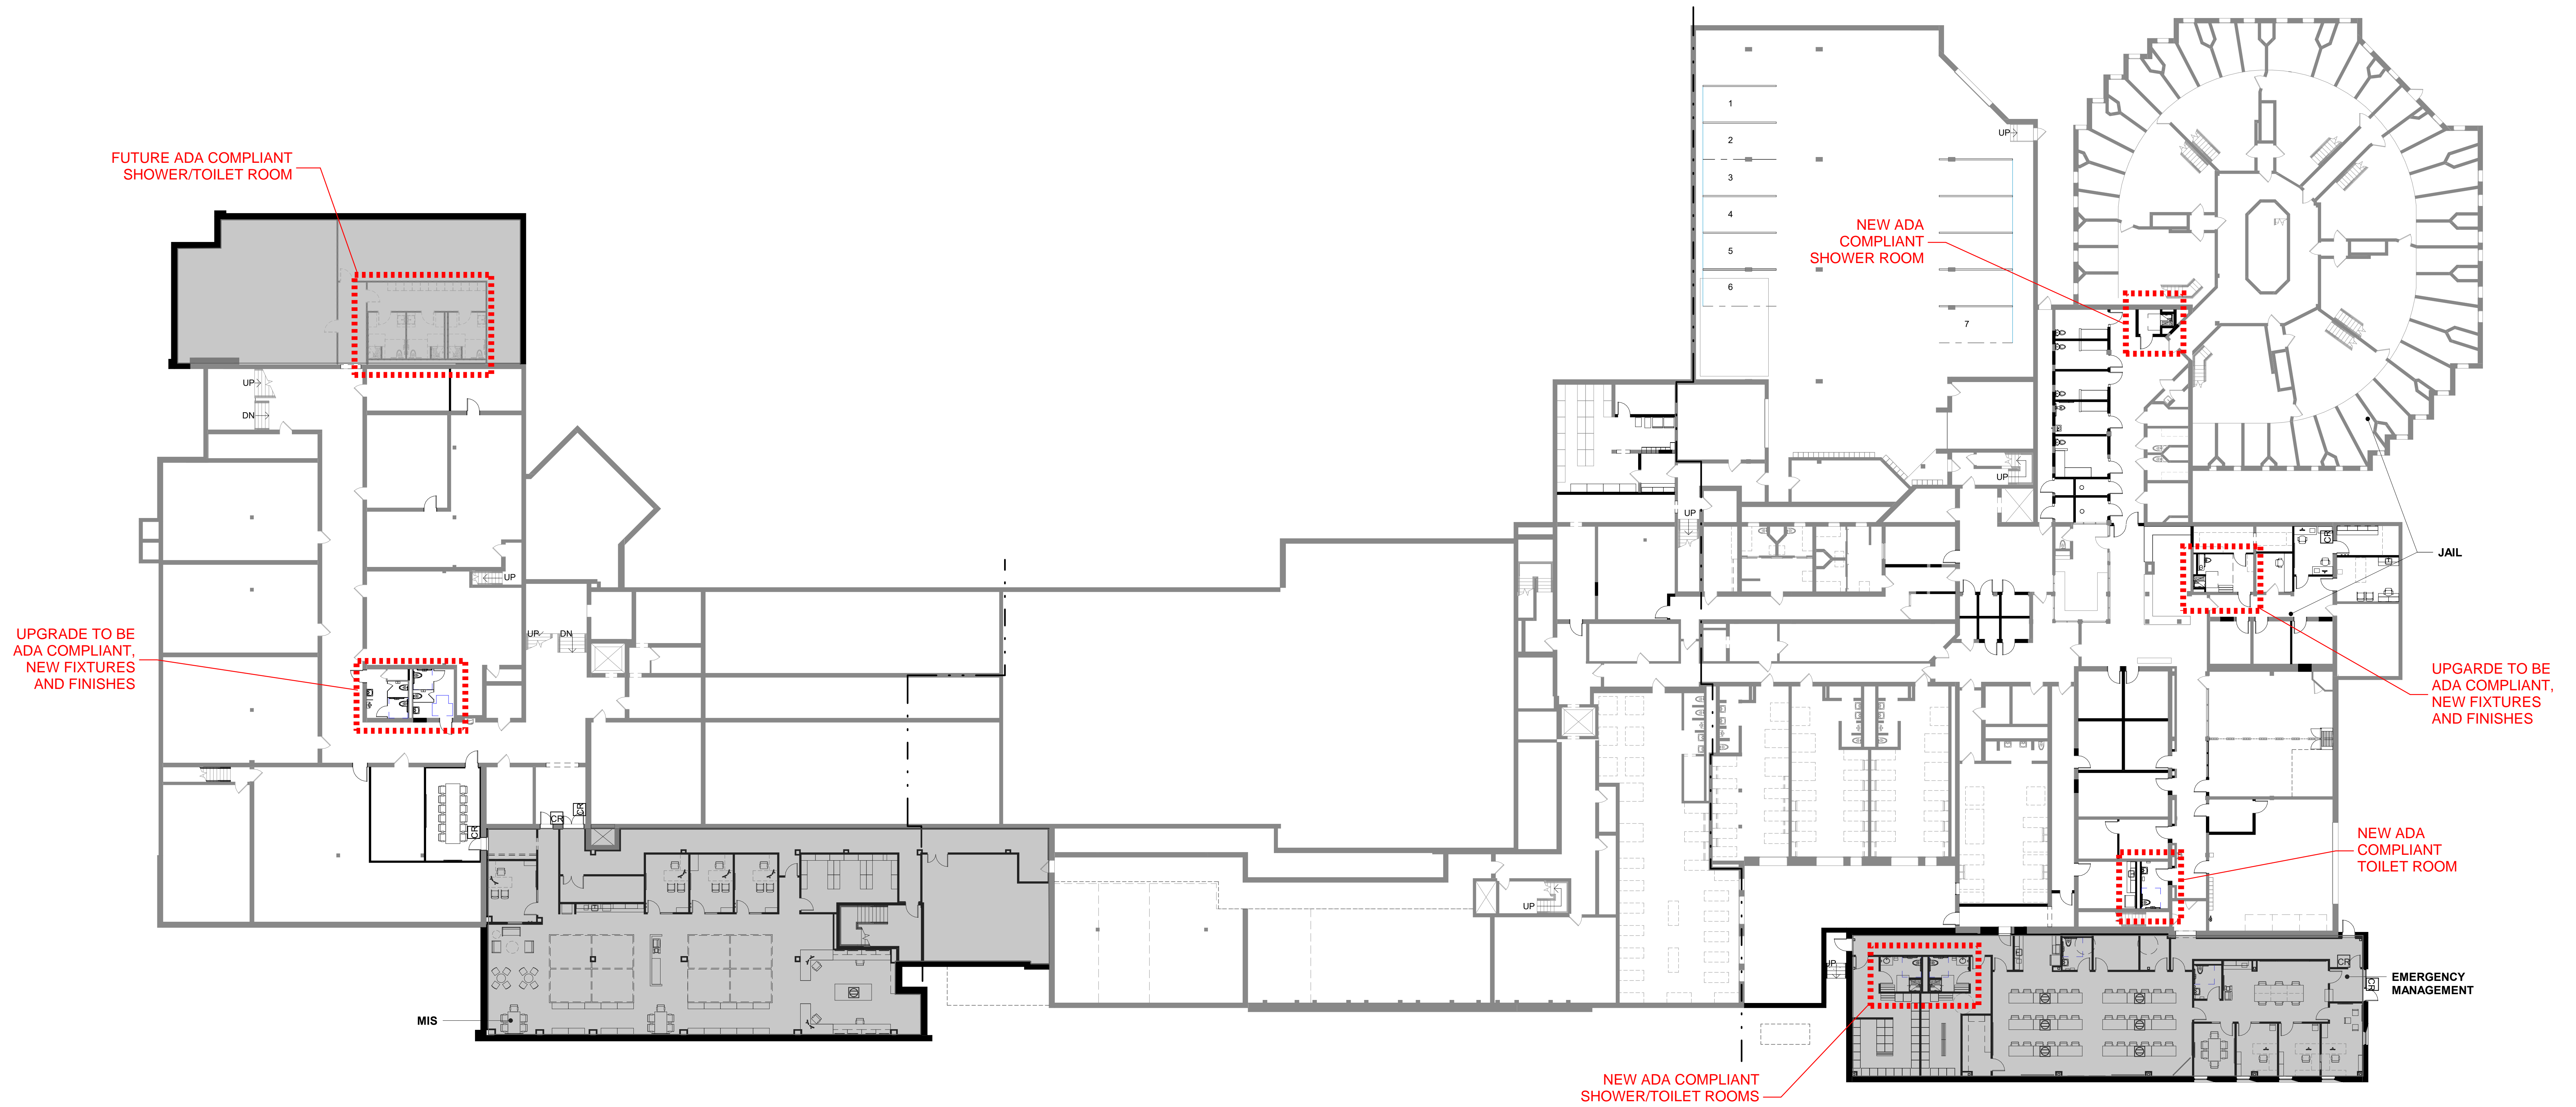 1
2
UP
3
FUTURE ADA COMPLIANT
SHOWER/TOILET ROOM
4
NEW ADA
COMPLIANT
SHOWER ROOM
5
6
7
UP
DN
UP
UP
CR
JAIL
UP
UPGRADE TO BE
ADA COMPLIANT,
NEW FIXTURES
AND FINISHES
UP
DN
UPGARDE TO BE
ADA COMPLIANT,
NEW FIXTURES
AND FINISHES
CR
CR
CR
NEW ADA
COMPLIANT
TOILET ROOM
UP
UP
CR
EMERGENCY
MANAGEMENT
CR
MIS
NEW ADA COMPLIANT
SHOWER/TOILET ROOMS